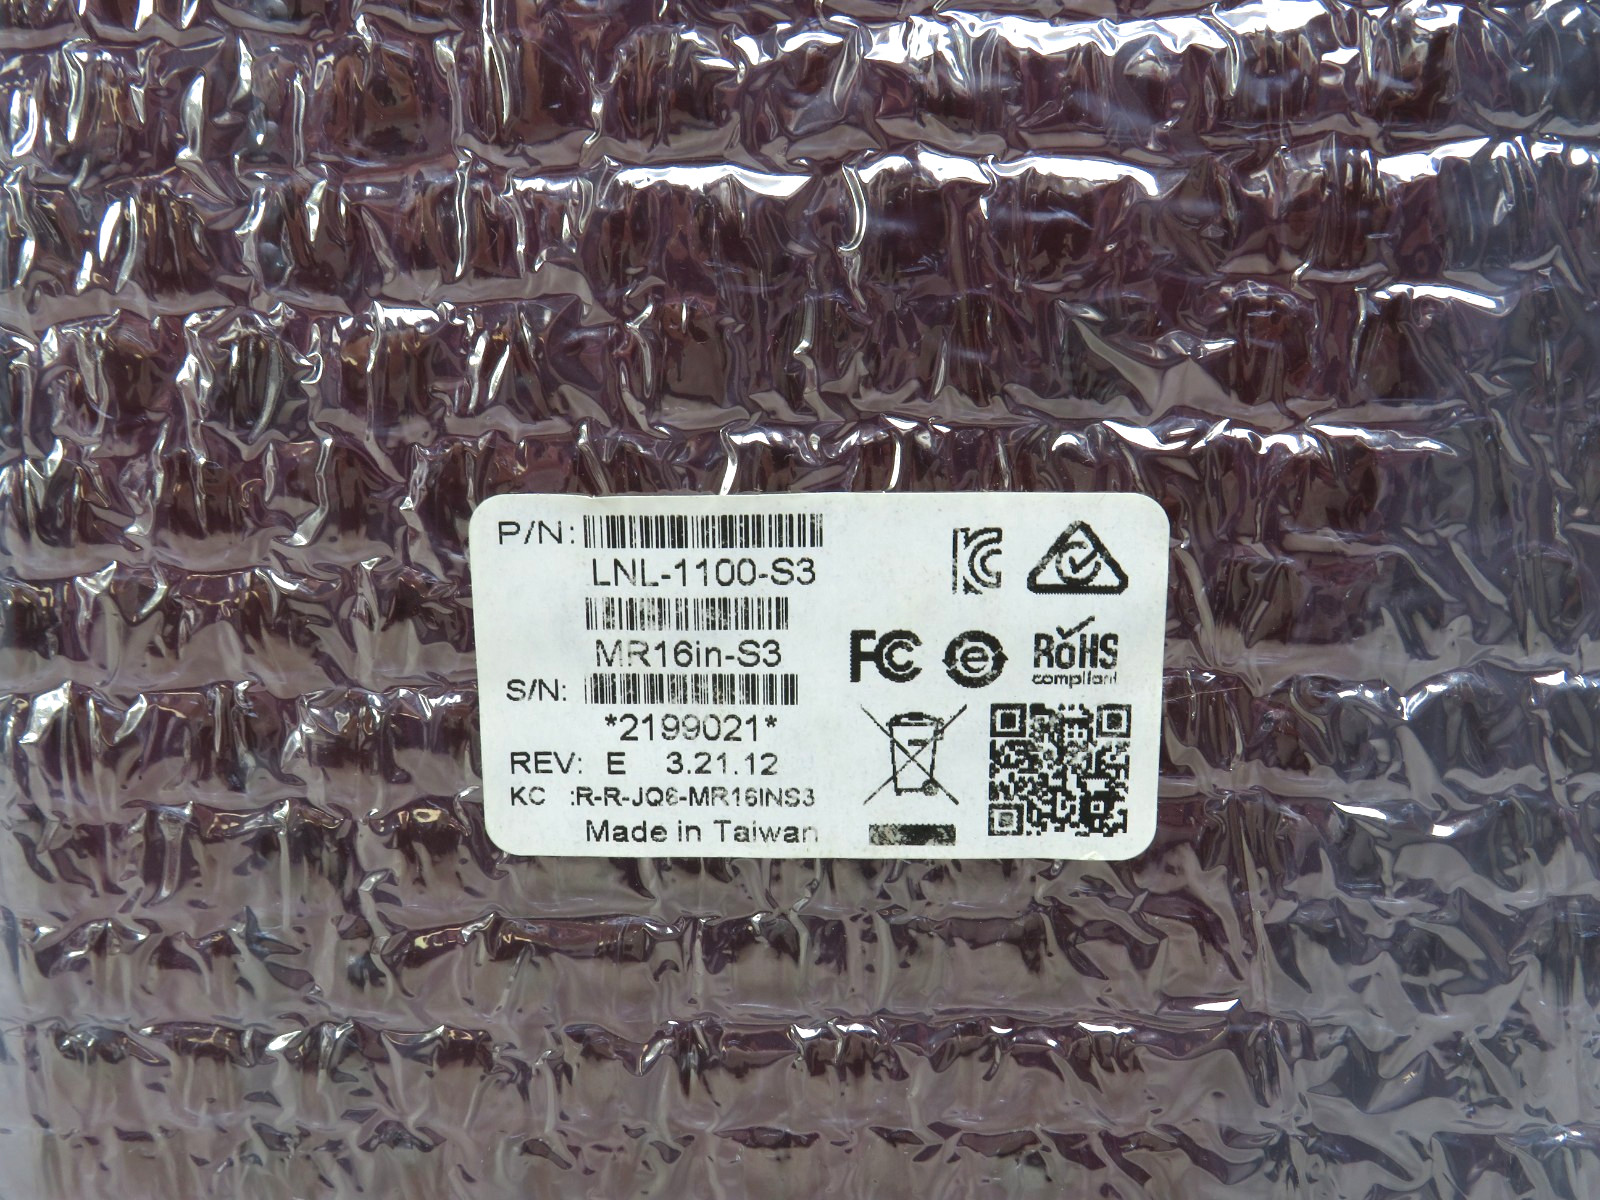 P/N:
LNL-1100-S3
MR16in-S3
S/N:
*2199021*
REV: E 3.21.12
KC :R-R-JQ6-MR16INS3
Made in Taiwan
FC
e
RoHS
compliant